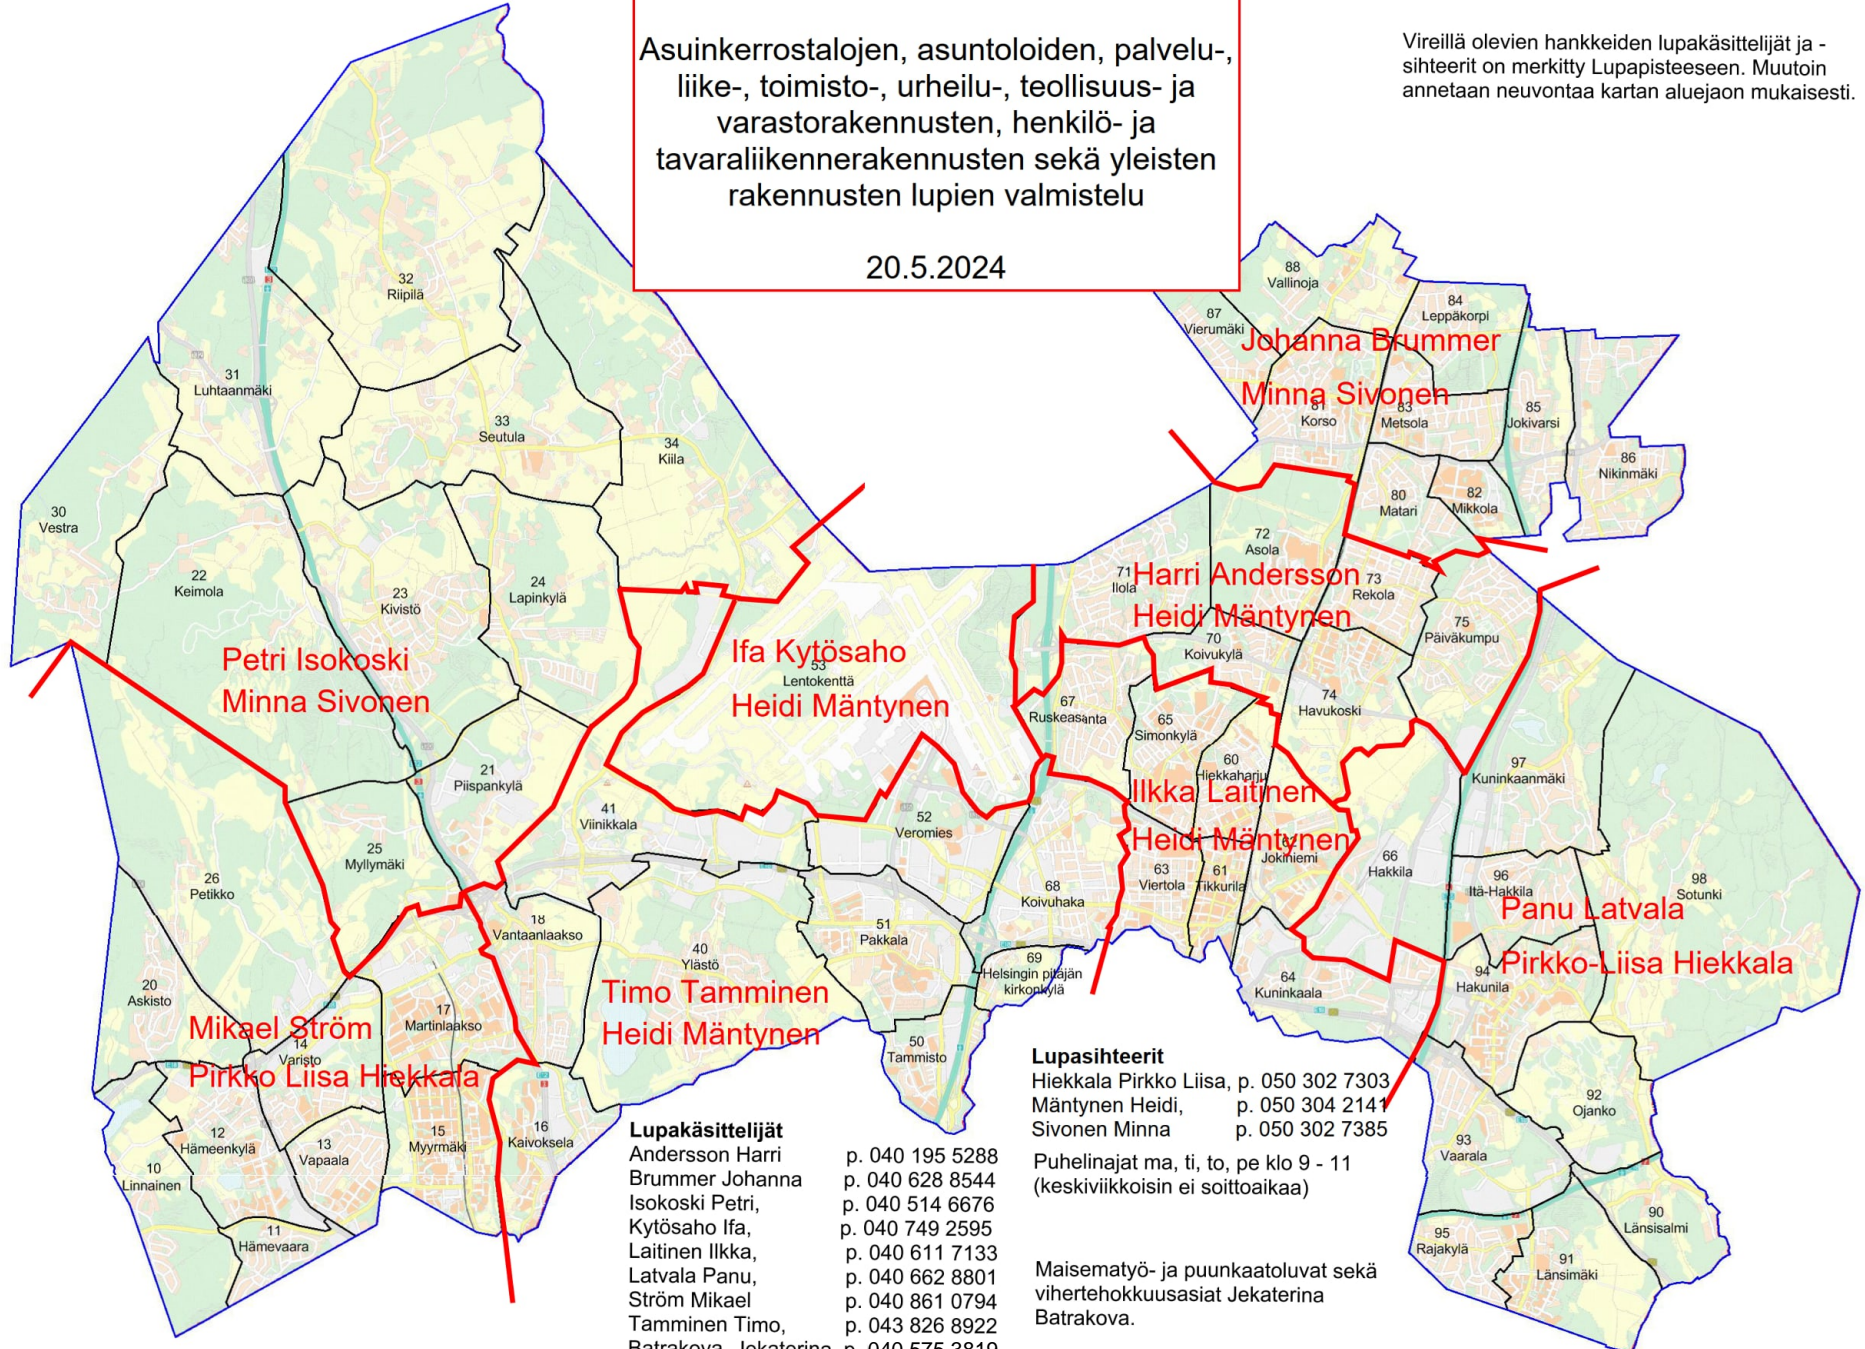 Asuinkerrostalojen, asuntoloiden, palvelu-,
liike-, toimisto-, urheilu-, teollisuus- ja
varastorakennusten, henkilö- ja
tavaraliikennerakennusten sekä yleisten
rakennusten lupien valmistelu
20.5.2024
Vireillä olevien hankkeiden lupakäsittelijät ja -
sihteerit on merkitty Lupapisteeseen. Muutoin
annetaan neuvontaa kartan aluejaon mukaisesti.
32
Riipilä
31
Luhtaanmäki
33
Seutula
34
Kiila
30
Vestra
22
Keimola
23
Kivistö
24
Lapinkylä
Petri Isokoski
Minna Sivonen
21
Piispankylä
25
Myllymäki
26
Petikko
20
Askisto
Mikael Ström
14
Varisto
Pirkko Liisa Hiekkala
17
Martinlaakso
18
Vantaanlaakso
12
Hämeenkylä
13
Vapaala
15
Myyrmäki
16
Kaivoksela
10
Linnainen
11
Hämevaara
Ifa Kytösaho
53
Lentokenttä
Heidi Mäntynen
41
Viinikkala
52
Veromies
40
Ylästö
51
Pakkala
Timo Tamminen
Heidi Mäntynen
68
Koivuhaka
69
Helsingin pitäjän
kirkonkylä
50
Tammisto
88
Vallinoja
87
Vierumäki
84
Leppäkorpi
Johanna Brummer
Minna Sivonen
81
Korso
83
Metsola
85
Jokivarsi
86
Nikinmäki
80
Matari
82
Mikkola
72
Asola
71
Ilola
Harri Andersson
Heidi Mäntynen
73
Rekola
75
Päiväkumpu
70
Koivukylä
74
Havukoski
67
Ruskeasanta
65
Simonkylä
60
Hiekkaharju
Ilkka Laitinen
Heidi Mäntynen
62
Jokiniemi
63
Viertola
61
Tikkurila
66
Hakkila
64
Kuninkaala
97
Kuninkaanmäki
96
Itä-Hakkila
98
Sotunki
Panu Latvala
Pirkko-Liisa Hiekkala
94
Hakunila
92
Ojanko
93
Vaarala
90
Länsisalmi
95
Rajakylä
91
Länsimäki
Lupakäsittelijät
Andersson Harri p. 040 195 5288
Brummer Johanna p. 040 628 8544
Isokoski Petri, p. 040 514 6676
Kytösaho Ifa, p. 040 749 2595
Laitinen Ilkka, p. 040 611 7133
Latvala Panu, p. 040 662 8801
Ström Mikael p. 040 861 0794
Tamminen Timo, p. 043 826 8922
Batrakova Jekaterina p. 040 575 3819
Lupasihteerit
Hiekkala Pirkko Liisa, p. 050 302 7303
Mäntynen Heidi, p. 050 304 2141
Sivonen Minna p. 050 302 7385
Puhelinajat ma, ti, to, pe klo 9 - 11
(keskiviikkoisin ei soittoaikaa)
Maisematyö- ja puunkaatoluvat sekä
vihertehokkuusasiat Jekaterina
Batrakova.